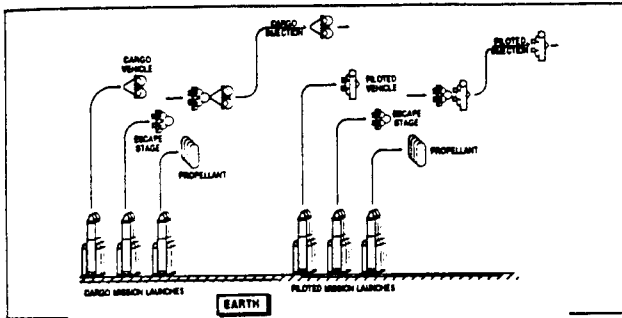 CARGO
INJECTION
CARGO
VEHICLE
ESCAPE
STAGE
PROPELLANT
PILOTED
INJECTION
PILOTED
VEHICLE
ESCAPE
STAGE
PROPELLANT
CARGO MISSION LAUNCHES
PILOTED MISSION LAUNCHES
EARTH